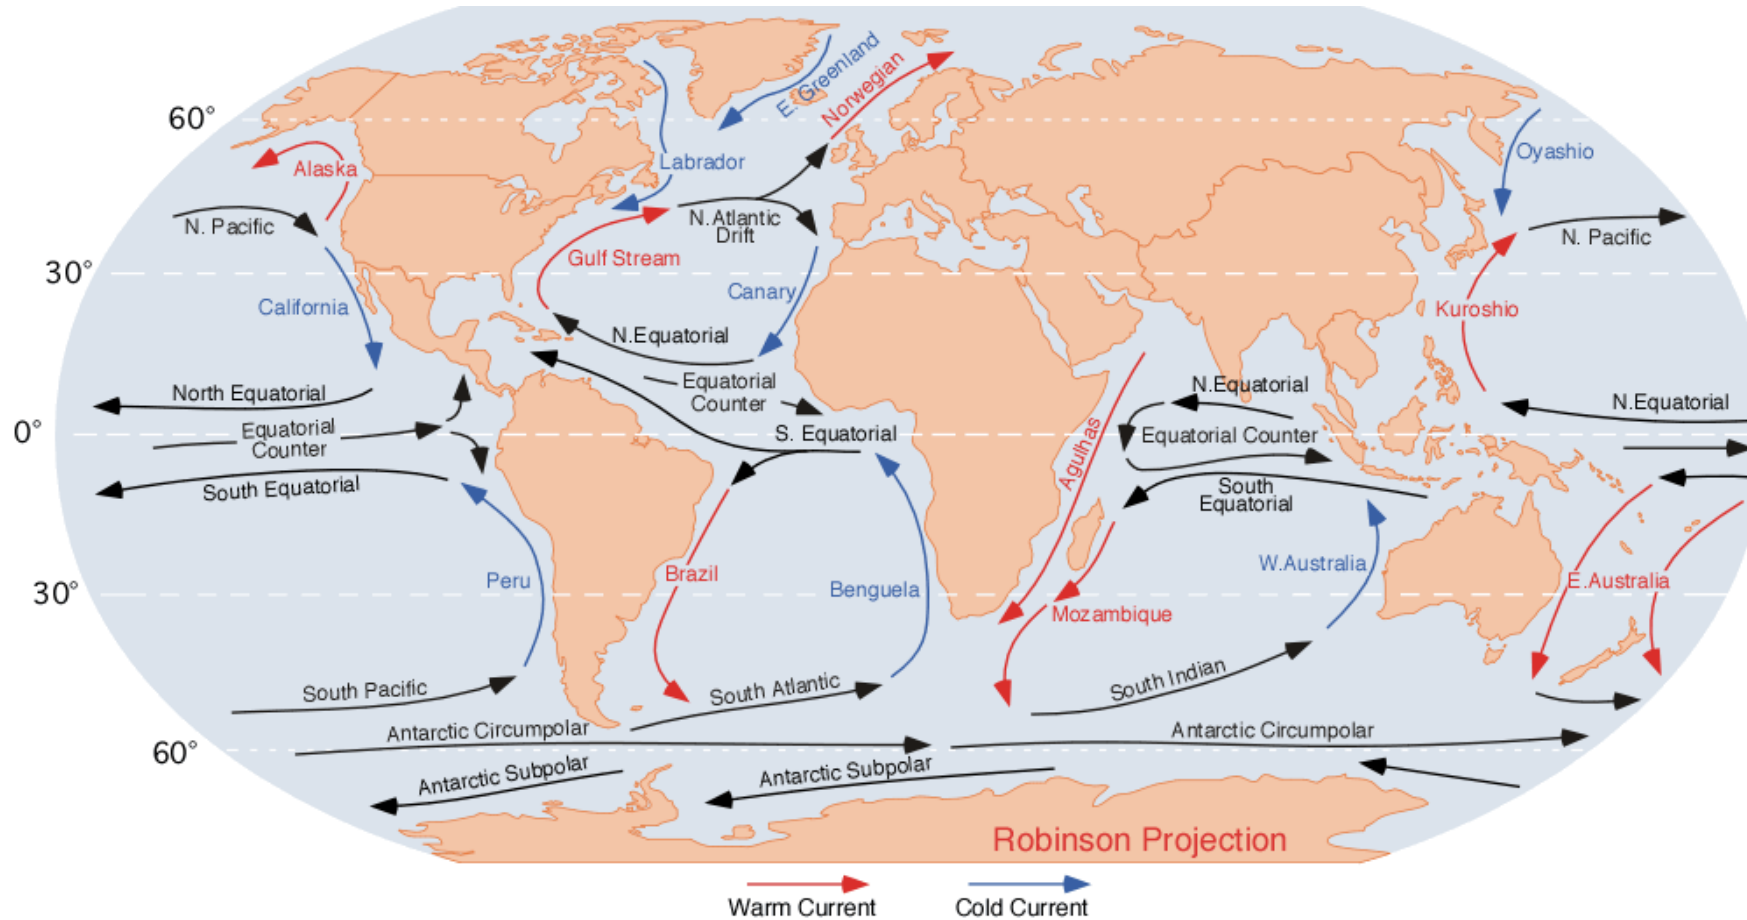 60°
E. Greenland
Norwegian
Labrador
Oyashio
Alaska
N. Pacific
N.Atlantic
Drift
N. Pacific
Gulf Stream
30°
California
Canary
Kuroshio
N.Equatorial
North Equatorial
Equatorial
Counter
N.Equatorial
N.Equatorial
0°
Equatorial
Counter
S. Equatorial
Agulhas
Equatorial Counter
South Equatorial
South
Equatorial
Peru
Brazil
Benguela
W.Australia
E.Australia
30°
Mozambique
South Pacific
South Atlantic
South Indian
Antarctic Circumpolar
Antarctic Circumpolar
60°
Antarctic Subpolar
Antarctic Subpolar
Robinson Projection
Warm Current
Cold Current